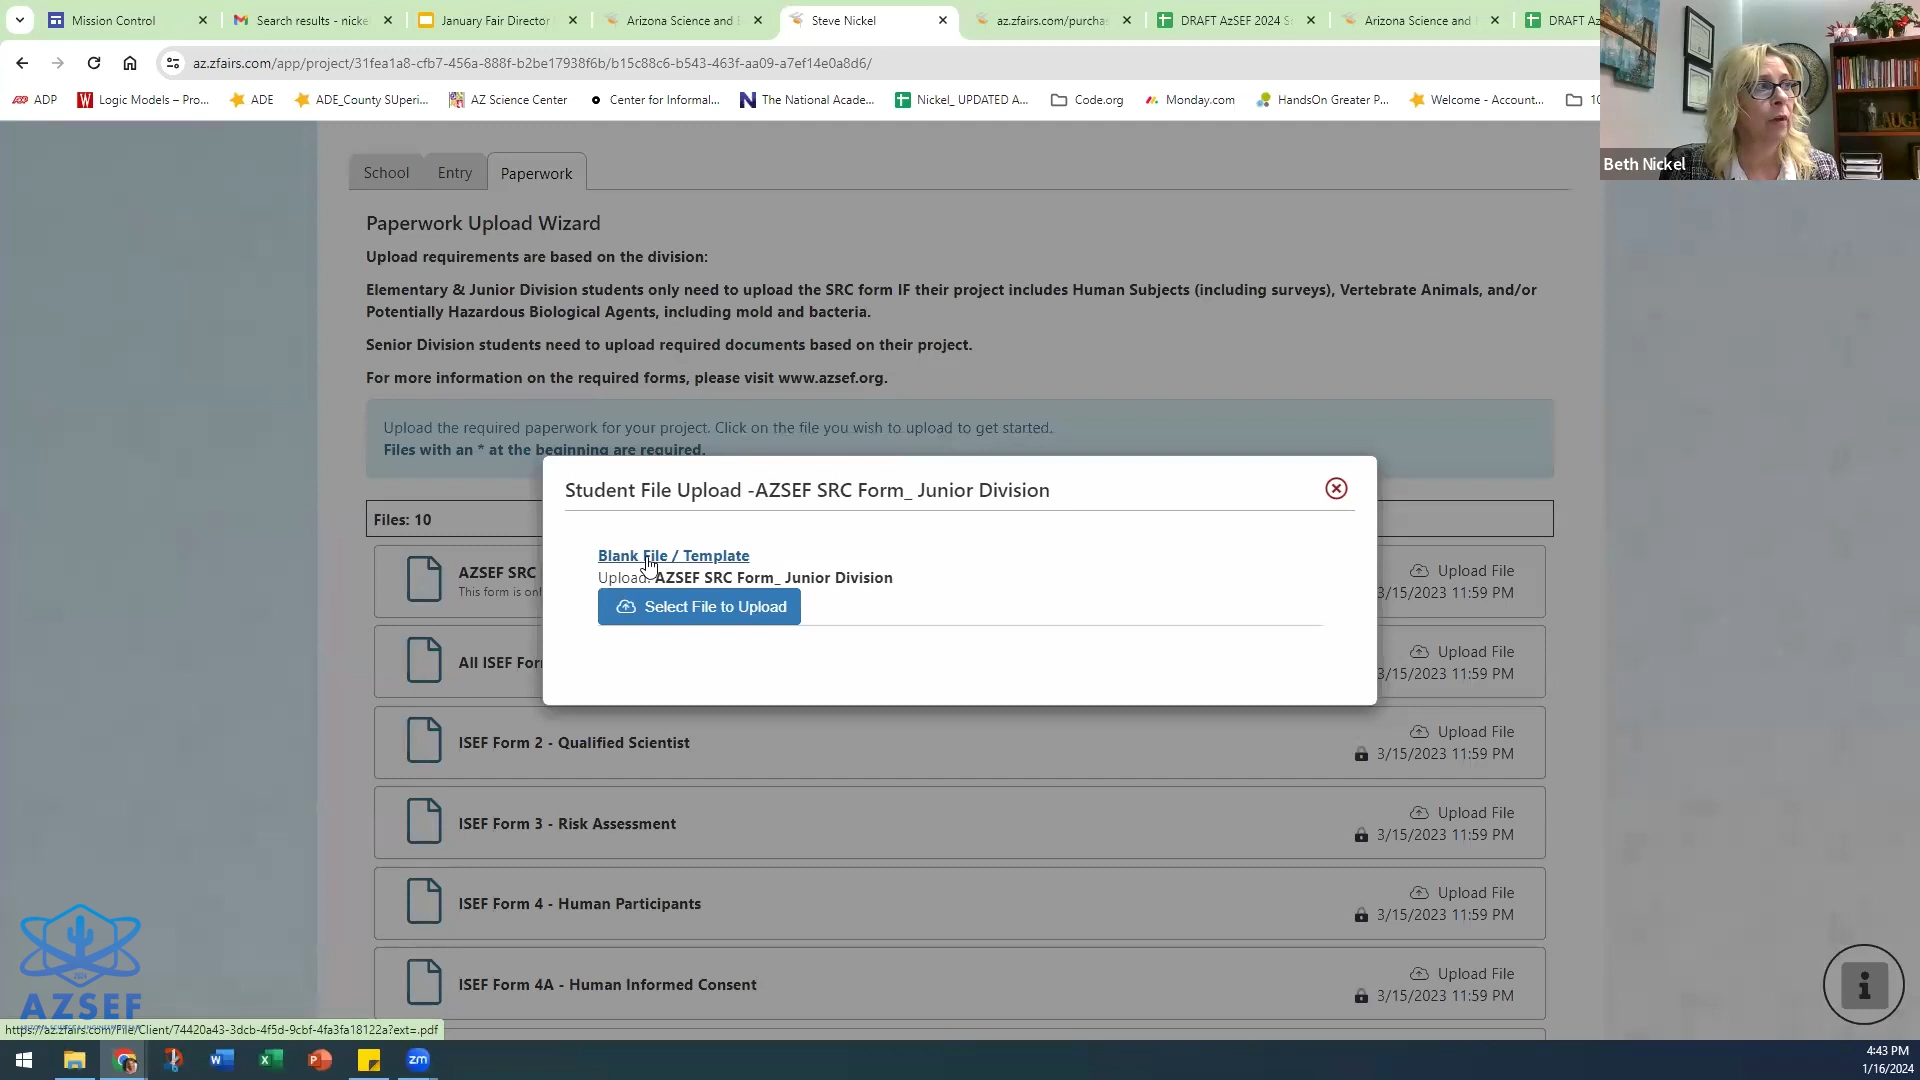 Mission Control
Search results - nicke
January Fair Director
Arizona Science and E
Steve Nickel
az.zfairs.com/purcha
DRAFT AzSEF 2024 S
Arizona Science and
DRAFT Az
az.zfairs.com/app/project/31fea1a8-cfb7-456a-888f-b2be17938f6b/b15c88c6-b543-463f-aa09-a7ef14e0a8d6/
ADP
Logic Models – Pro...
ADE
ADE_County SUperi...
AZ Science Center
Center for Informal...
The National Acade...
Nickel_ UPDATED A...
Code.org
Monday.com
HandsOn Greater P...
Welcome - Account...
10
Beth Nickel
School
Entry
Paperwork
Paperwork Upload Wizard
Upload requirements are based on the division:
Elementary & Junior Division students only need to upload the SRC form IF their project includes Human Subjects (including surveys), Vertebrate Animals, and/or
Potentially Hazardous Biological Agents, including mold and bacteria.
Senior Division students need to upload required documents based on their project.
For more information on the required forms, please visit www.azsef.org.
Upload the required paperwork for your project. Click on the file you wish to upload to get started.
Files with an * at the beginning are required.
Student File Upload -AZSEF SRC Form_ Junior Division
Files: 10
Blank File / Template
Upload: AZSEF SRC Form_ Junior Division
Select File to Upload
AZSEF SRC
This form is onl
Upload File
3/15/2023 11:59 PM
All ISEF For
Upload File
3/15/2023 11:59 PM
ISEF Form 2 - Qualified Scientist
Upload File
3/15/2023 11:59 PM
ISEF Form 3 - Risk Assessment
Upload File
3/15/2023 11:59 PM
ISEF Form 4 - Human Participants
Upload File
3/15/2023 11:59 PM
ISEF Form 4A - Human Informed Consent
Upload File
3/15/2023 11:59 PM
AZSEF
https://az.zfairs.com/File/Client/74420a43-3dcb-4f5d-9cbf-4fa3fa18122a?ext=.pdf
zm
4:43 PM
1/16/2024